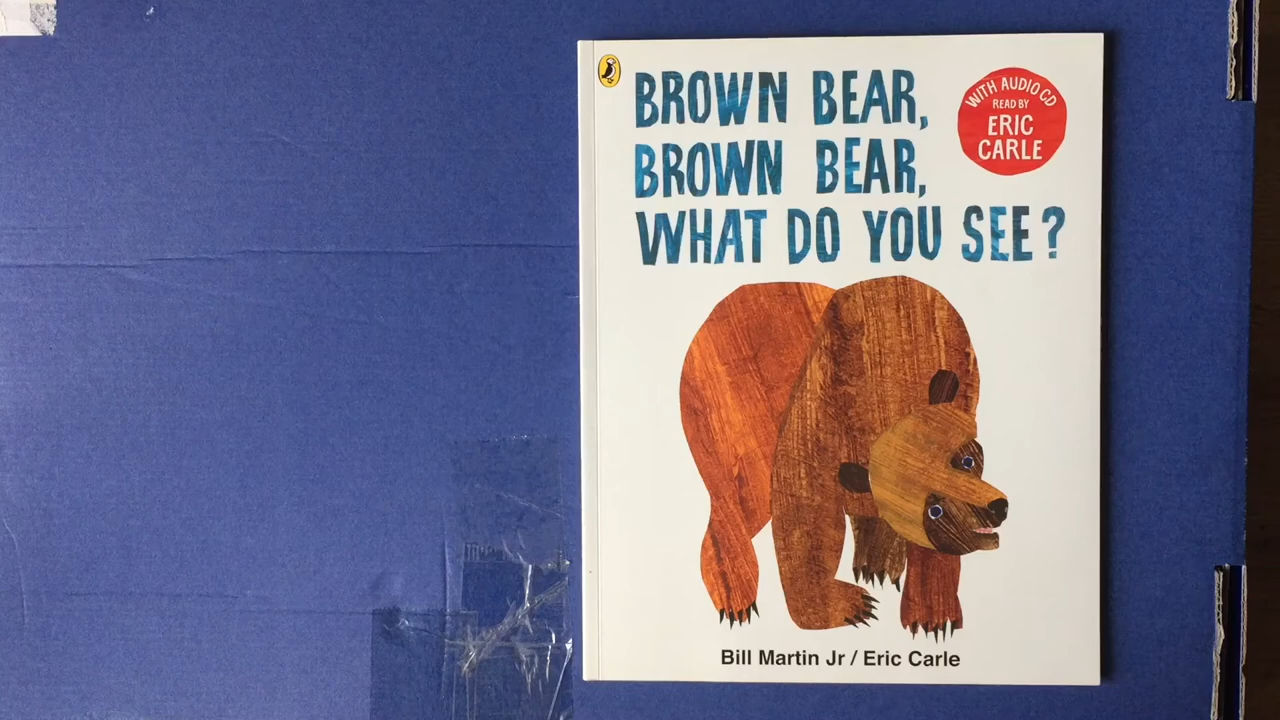 BROWN BEAR,
BROWN BEAR,
WHAT DO YOU SEE?
WITH AUDIO CD
READ BY
ERIC
CARLE
Bill Martin Jr / Eric Carle